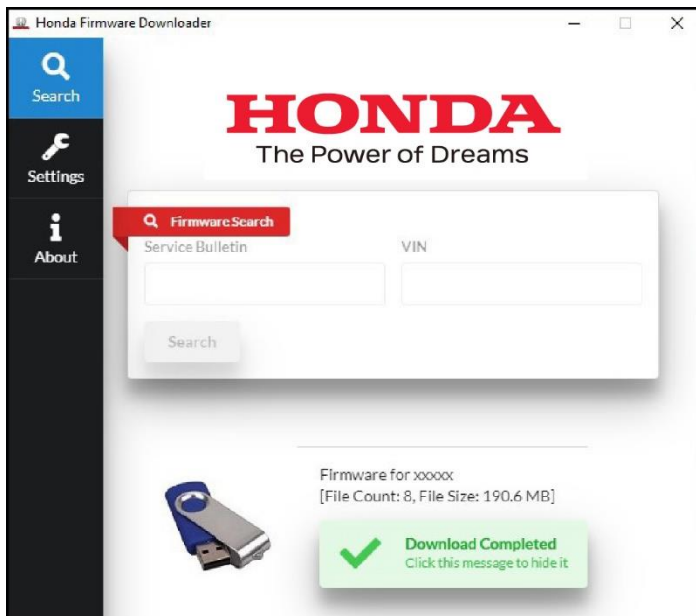 Honda Firmware Downloader
Search
Settings
About
HONDA
The Power of Dreams
Firmware Search
Service Bulletin VIN
Search
Firmware for xxxxx
[File Count: 8, File Size: 190.6 MB]
Download Completed
Click this message to hide it